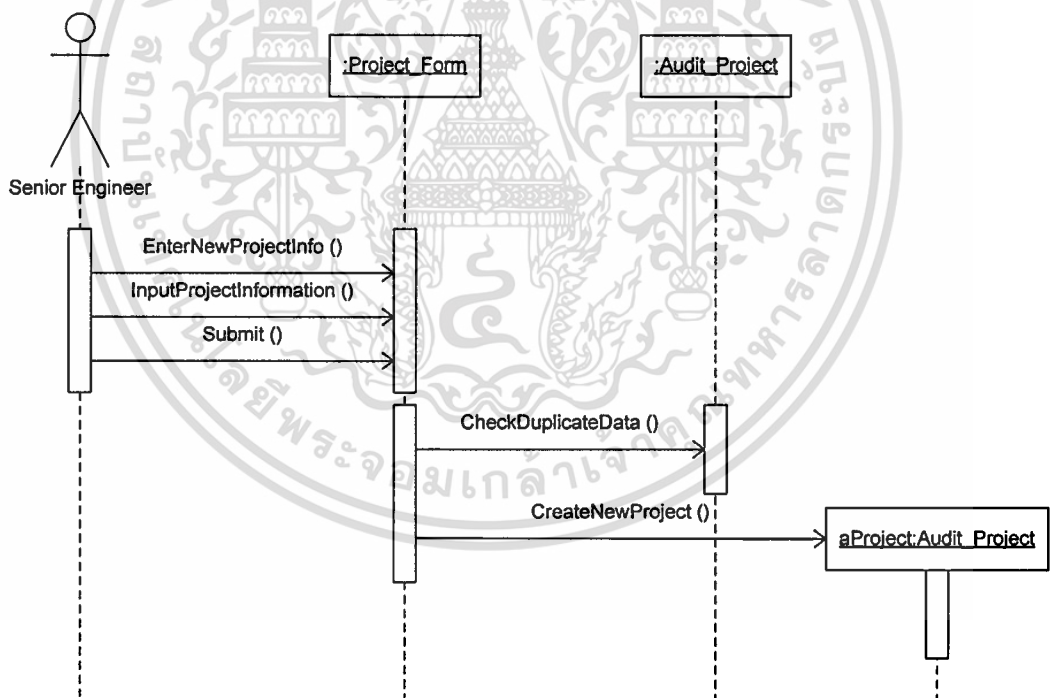 :Project_Form
:Audit_Project
Senior Engineer
EnterNewProjectInfo ()
InputProjectInformation ()
Submit ()
CheckDuplicateData ()
CreateNewProject ()
aProject:Audit_Project